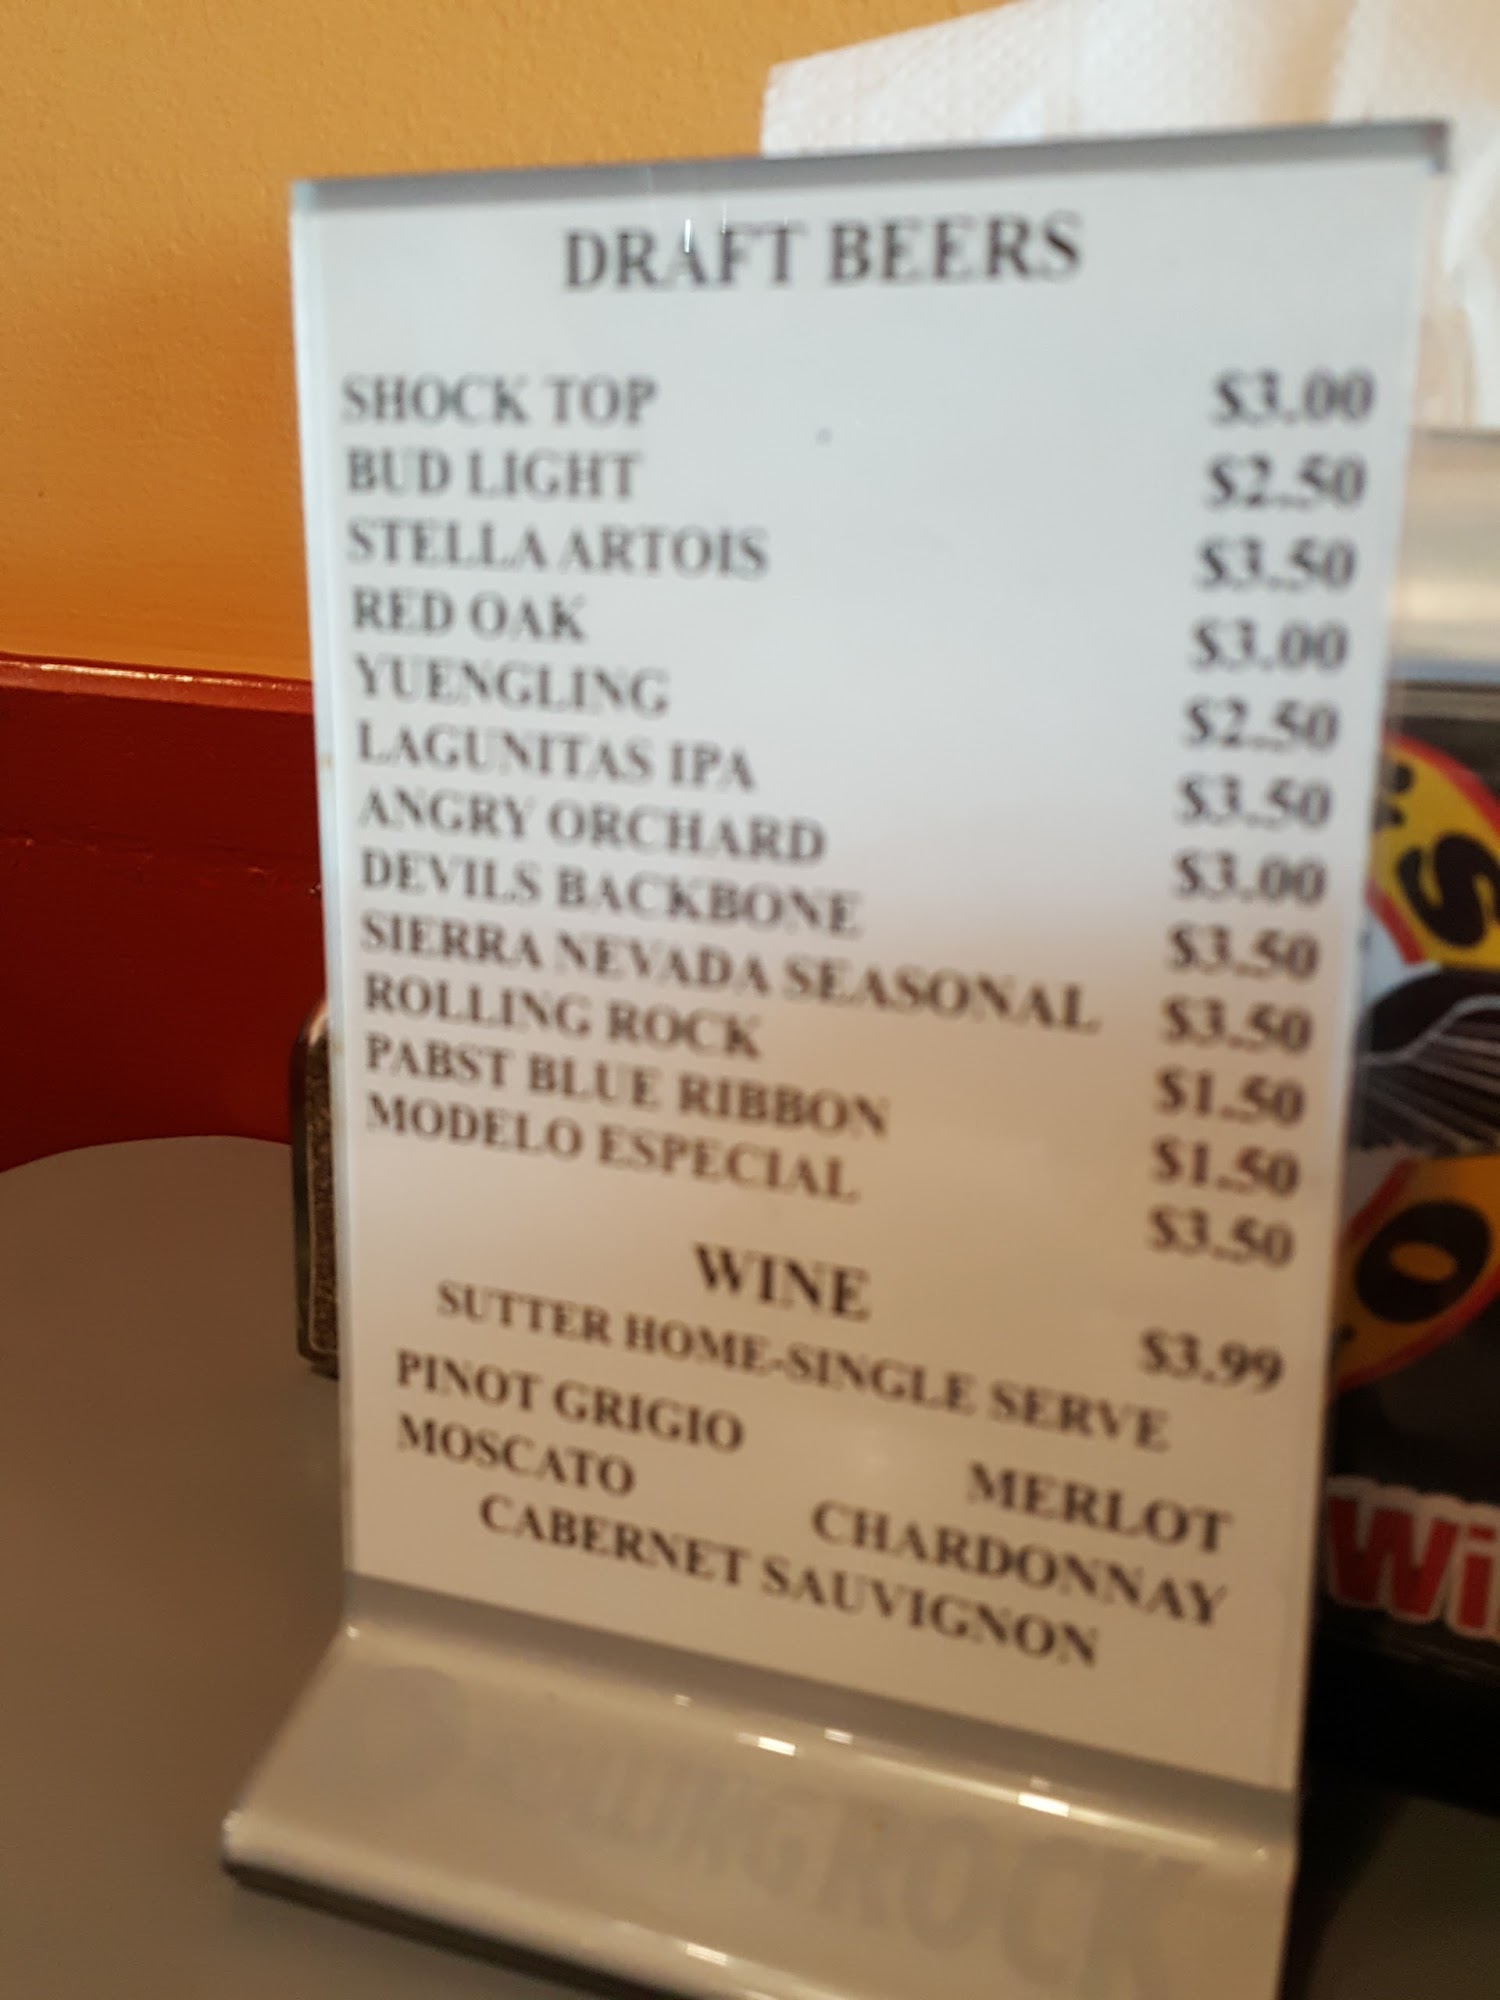 DRAFT BEERS
SHOCK TOP $3.00
BUD LIGHT $2.50
STELLA ARTOIS $3.50
RED OAK $3.00
YUENGLING $2.50
LAGUNITAS IPA $3.50
ANGRY ORCHARD $3.00
DEVILS BACKBONE $3.50
SIERRA NEVADA SEASONAL $3.50
ROLLING ROCK $1.50
PABST BLUE RIBBON $1.50
MODELO ESPECIAL $3.50
WINE
SUTTER HOME-SINGLE SERVE $3.99
PINOT GRIGIO MERLOT
MOSCATO CHARDONNAY
CABERNET SAUVIGNON